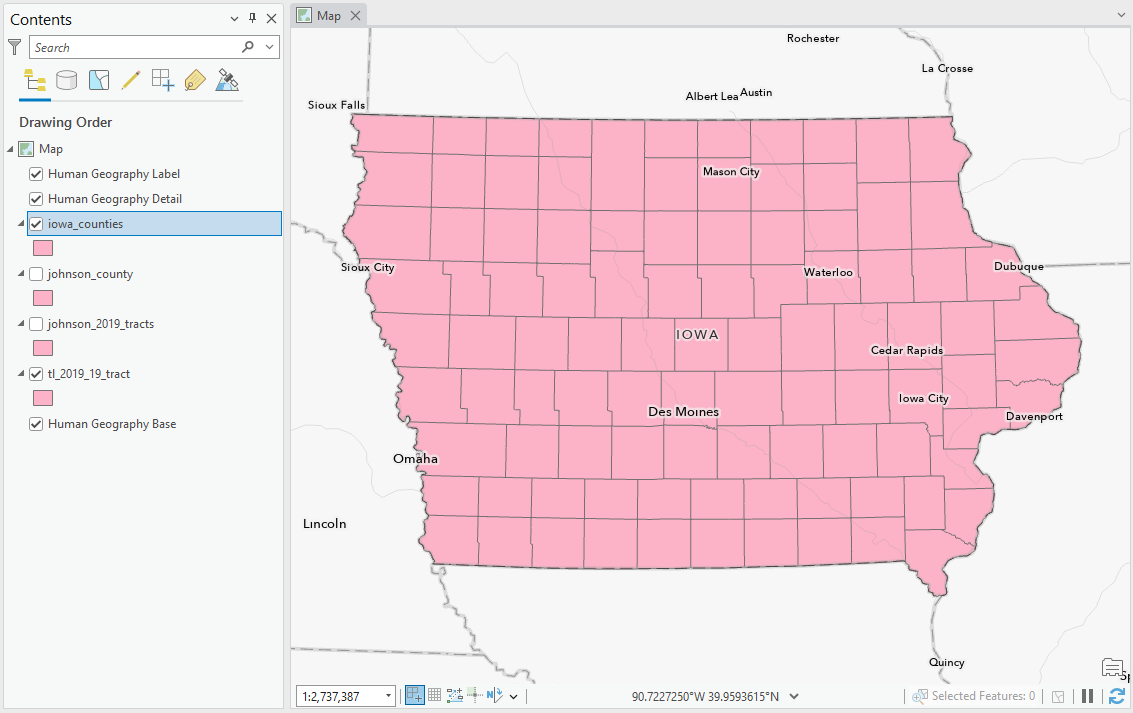 Contents
Search
Drawing Order
Map
Human Geography Label
Human Geography Detail
iowa_counties
johnson_county
johnson_2019_tracts
tl_2019_19_tract
Human Geography Base
Map
Rochester
La Crosse
Albert Lea
Austin
Sioux Falls
Mason City
Sioux City
Waterloo
Dubuque
IOWA
Cedar Rapids
Iowa City
Des Moines
Davenport
Omaha
Lincoln
Quincy
Sp
1:2,737,387
N
90.7227250°W 39.9593615°N
Selected Features: 0